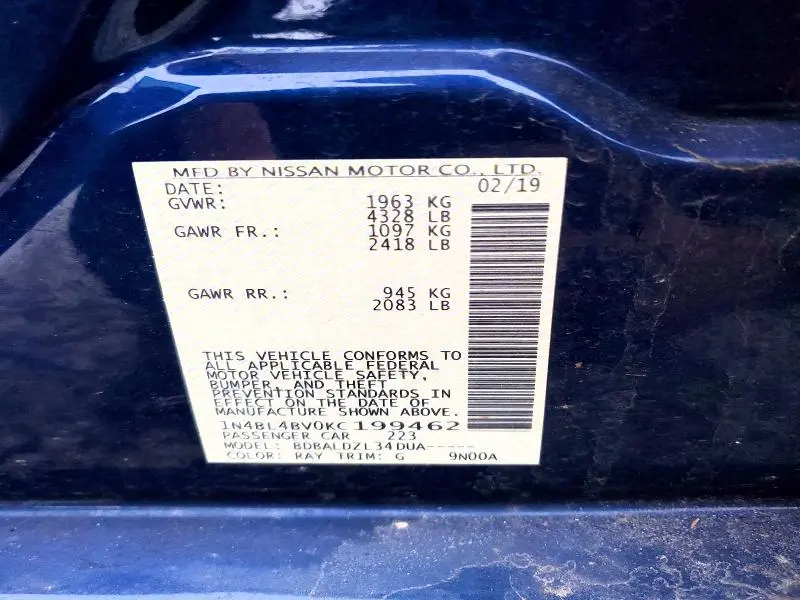 MFD BY NISSAN MOTOR CO., LTD.
DATE: 02/19
GVWR: 1963 KG
4328 LB
GAWR FR.: 1097 KG
2418 LB
GAWR RR.: 945 KG
2083 LB
THIS VEHICLE CONFORMS TO
ALL APPLICABLE FEDERAL
MOTOR VEHICLE SAFETY,
BUMPER, AND THEFT
PREVENTION STANDARDS IN
EFFECT ON THE DATE OF
MANUFACTURE SHOWN ABOVE.
1N4BL4BV0KC199462
PASSENGER CAR 223
MODEL: BDBALDZL34DUA-----
COLOR: RAY TRIM: G 9N00A